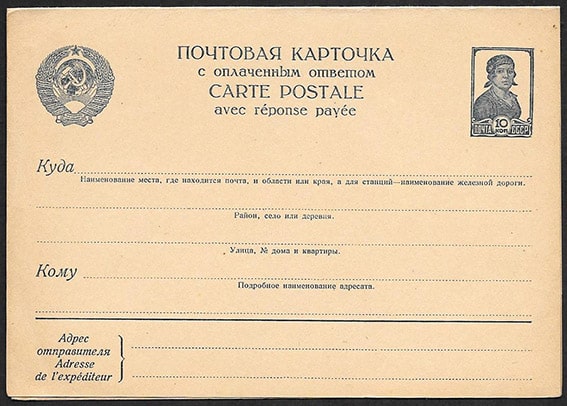 ПОЧТОВАЯ КАРТОЧКА
с оплаченным ответом
CARTE POSTALE
avec réponse payée
10
КОП.
ПОЧТА СССР
Куда
Наименование места, где находится почта, и области или края, а для станций—наименование железной дороги.
Район, село или деревня.
Улица, № дома и квартиры.
Кому
Подробное наименование адресата.
Адрес
отправителя
Adresse
de l'expéditeur